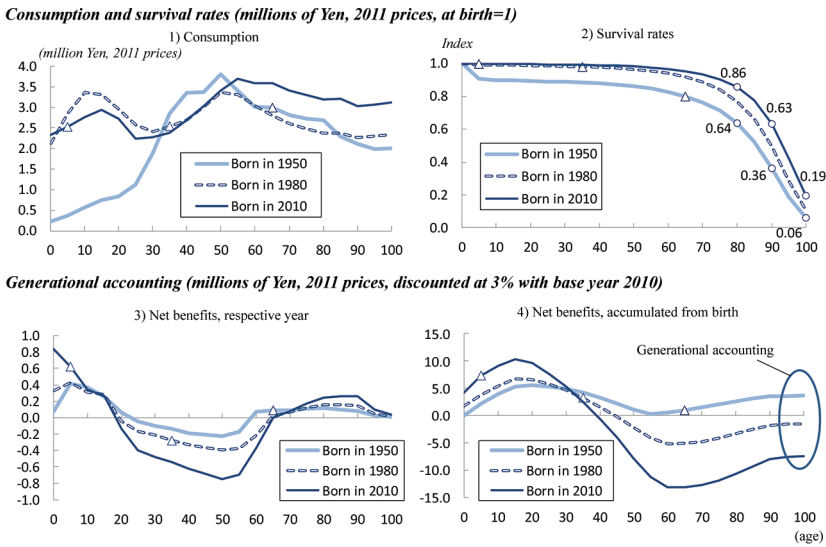 Consumption and survival rates (millions of Yen, 2011 prices, at birth=1)
1) Consumption
(million Yen, 2011 prices)
4.0
3.5
3.0
2.5
2.0
1.5
1.0
0.5
0.0
0 10 20 30 40 50 60 70 80 90 100
Born in 1950
Born in 1980
Born in 2010
2) Survival rates
Index
1.0
0.8
0.6
0.4
0.2
0.0
0 10 20 30 40 50 60 70 80 90 100
Born in 1950
Born in 1980
Born in 2010
0.86
0.63
0.64
0.36
0.19
0.06
Generational accounting (millions of Yen, 2011 prices, discounted at 3% with base year 2010)
3) Net benefits, respective year
1.0
0.8
0.6
0.4
0.2
0.0
-0.2
-0.4
-0.6
-0.8
-1.0
0 10 20 30 40 50 60 70 80 90 100
Born in 1950
Born in 1980
Born in 2010
4) Net benefits, accumulated from birth
15.0
10.0
5.0
0.0
-5.0
-10.0
-15.0
0 10 20 30 40 50 60 70 80 90 100
(age)
Generational accounting
Born in 1950
Born in 1980
Born in 2010